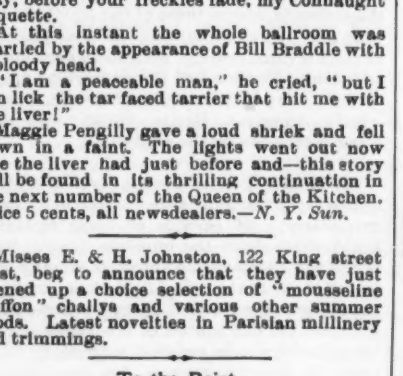 before your freckles fade, my Connaught
quette.
At this instant the whole ballroom was
artled by the appearance of Bill Braddle with
bloody head.
"I am a peaceable man," he cried, "but I
n lick the tar faced tarrier that hit me with
e liver!"
Maggie Pengilly gave a loud shriek and fell
wn in a faint. The lights went out now
e the liver had just before and—this story
ll be found in its thrilling continuation in
e next number of the Queen of the Kitchen.
ice 5 cents, all newsdealers.—N. Y. Sun.
Misses E. & H. Johnston, 122 King street
st, beg to announce that they have just
ened up a choice selection of "mousseline
iffon" challys and various other summer
ods. Latest novelties in Parisian millinery
d trimmings.
To the Point